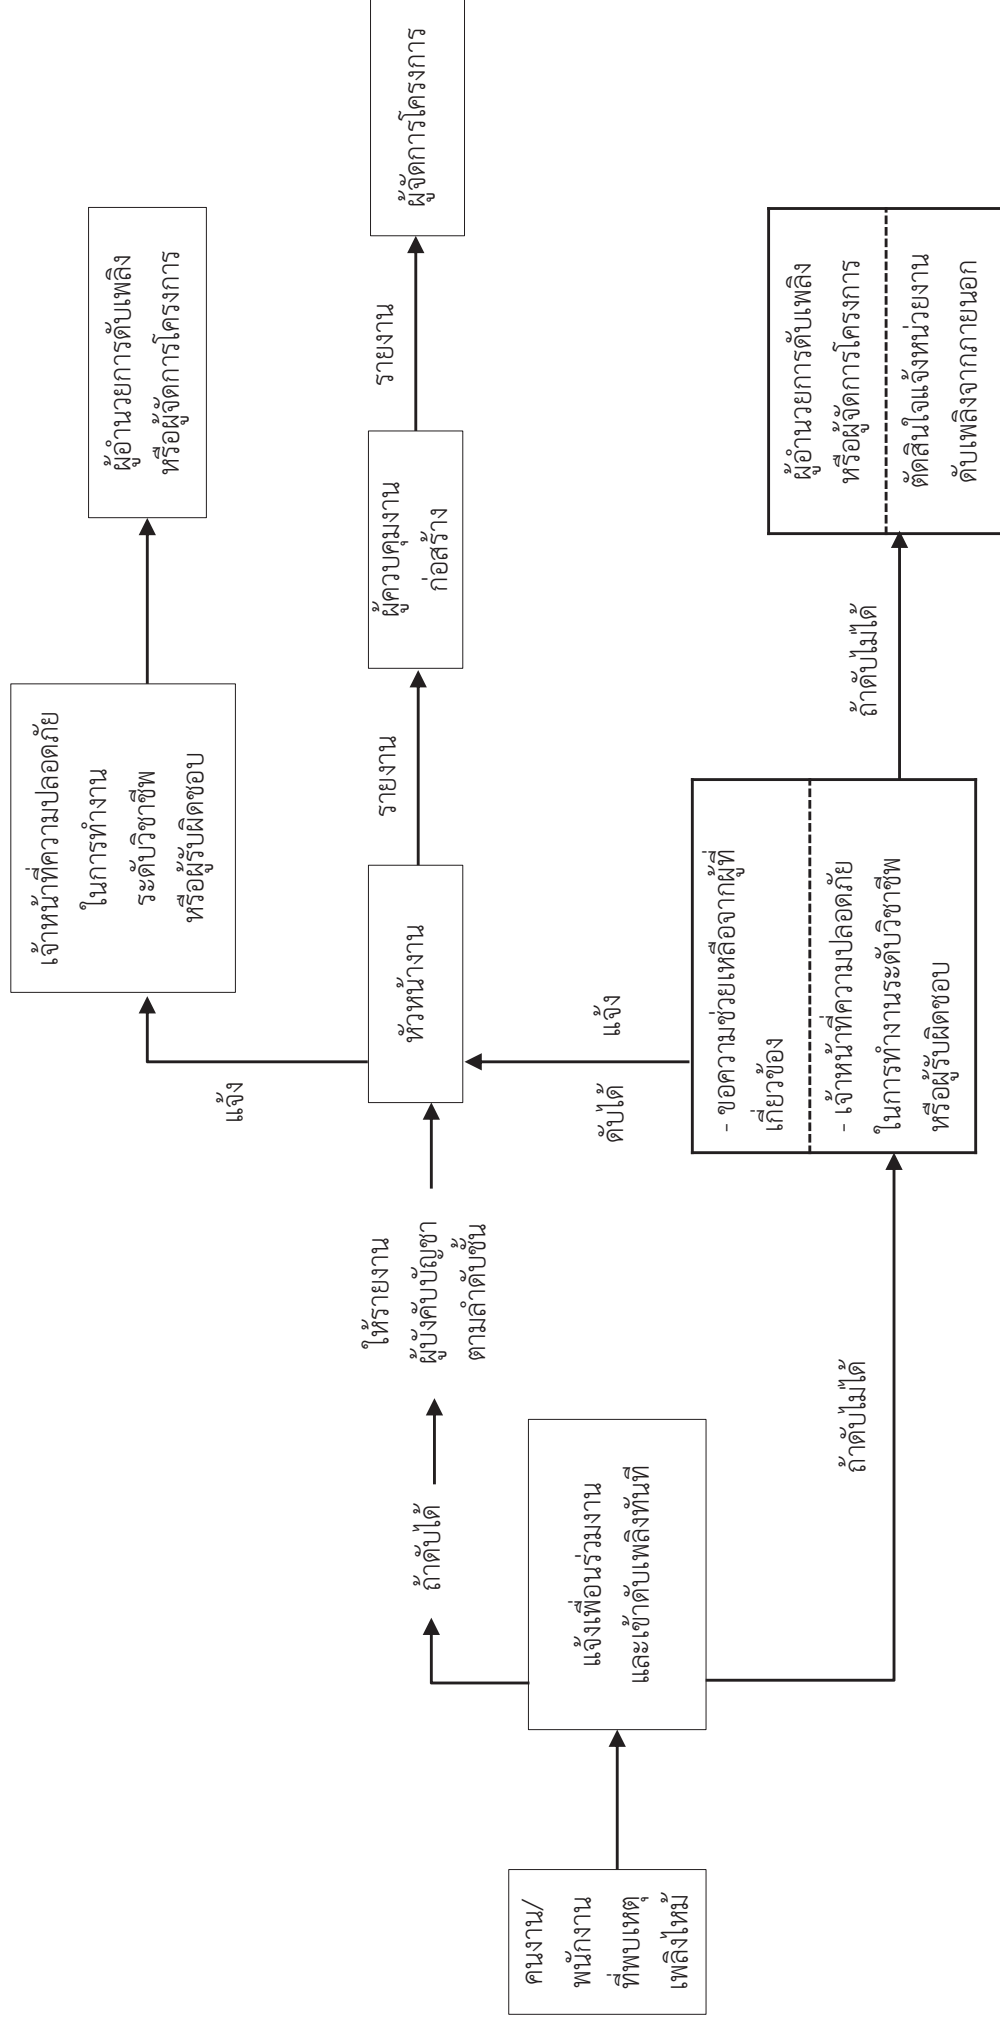 คนงาน/
พนักงาน
ที่พบเหตุ
เพลิงไหม้
แจ้งเพื่อนร่วมงาน
และเข้าดับเพลิงทันที
ถ้าดับได้
ให้รายงาน
ผู้บังคับบัญชา
ตามลำดับชั้น
หัวหน้างาน
แจ้ง
เจ้าหน้าที่ความปลอดภัย
ในการทำงาน
ระดับวิชาชีพ
หรือผู้รับผิดชอบ
ผู้อำนวยการดับเพลิง
หรือผู้จัดการโครงการ
รายงาน
ผู้ควบคุมงาน
ก่อสร้าง
รายงาน
ผู้จัดการโครงการ
ถ้าดับไม่ได้
- ขอความช่วยเหลือจากผู้ที่
เกี่ยวข้อง
- เจ้าหน้าที่ความปลอดภัย
ในการทำงานระดับวิชาชีพ
หรือผู้รับผิดชอบ
ดับได้
แจ้ง
ถ้าดับไม่ได้
ผู้อำนวยการดับเพลิง
หรือผู้จัดการโครงการ
ตัดสินใจแจ้งหน่วยงาน
ดับเพลิงจากภายนอก